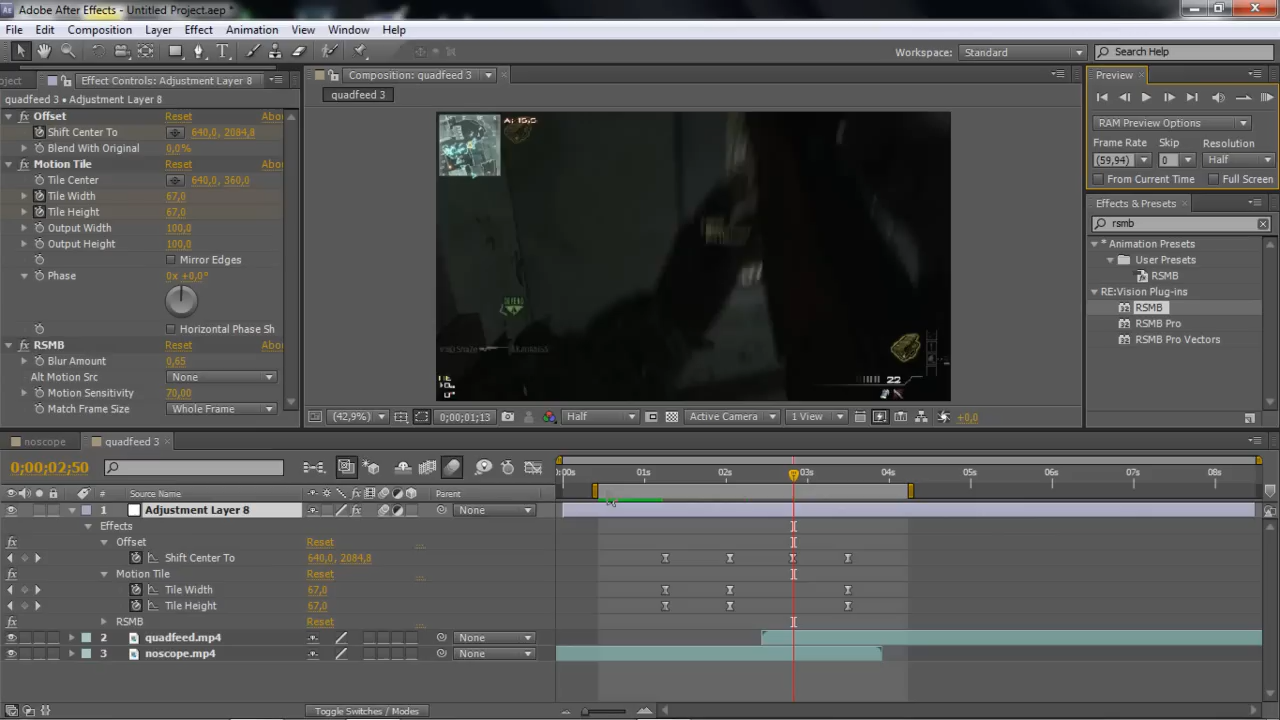 Adobe After Effects - Untitled Project.aep *
File Edit Composition Layer Effect Animation View Window Help
Workspace: Standard Search Help
oject Effect Controls: Adjustment Layer 8 Composition: quadfeed 3 Preview
quadfeed 3 • Adjustment Layer 8 quadfeed 3
Offset Reset Abou
Shift Center To 640,0, 2084,8
Blend With Original 0,0%
Motion Tile Reset Abou
Tile Center 640,0, 360,0
Tile Width 67,0
Tile Height 67,0
Output Width 100,0
Output Height 100,0
Mirror Edges
Phase 0x +0,0°
Horizontal Phase Sh
RSMB Reset Abou
Blur Amount 0,65
Alt Motion Src None
Motion Sensitivity 70,00
Match Frame Size Whole Frame
22
(42,9%) 0;00;01;13 Half Active Camera 1 View +0,0
RAM Preview Options
Frame Rate Skip Resolution
(59,94) 0 Half
From Current Time Full Screen
Effects & Presets
rsmb
* Animation Presets
User Presets
RSMB
RE:Vision Plug-ins
RSMB
RSMB Pro
RSMB Pro Vectors
noscope quadfeed 3
0;00;02;50 :00s 01s 02s 03s 04s 05s 06s 07s 08s
# Source Name Parent
1 Adjustment Layer 8 None
Effects
Offset Reset ...
Shift Center To 640,0, 2084,8
Motion Tile Reset ...
Tile Width 67,0
Tile Height 67,0
RSMB Reset ...
2 quadfeed.mp4 None
3 noscope.mp4 None
Toggle Switches / Modes